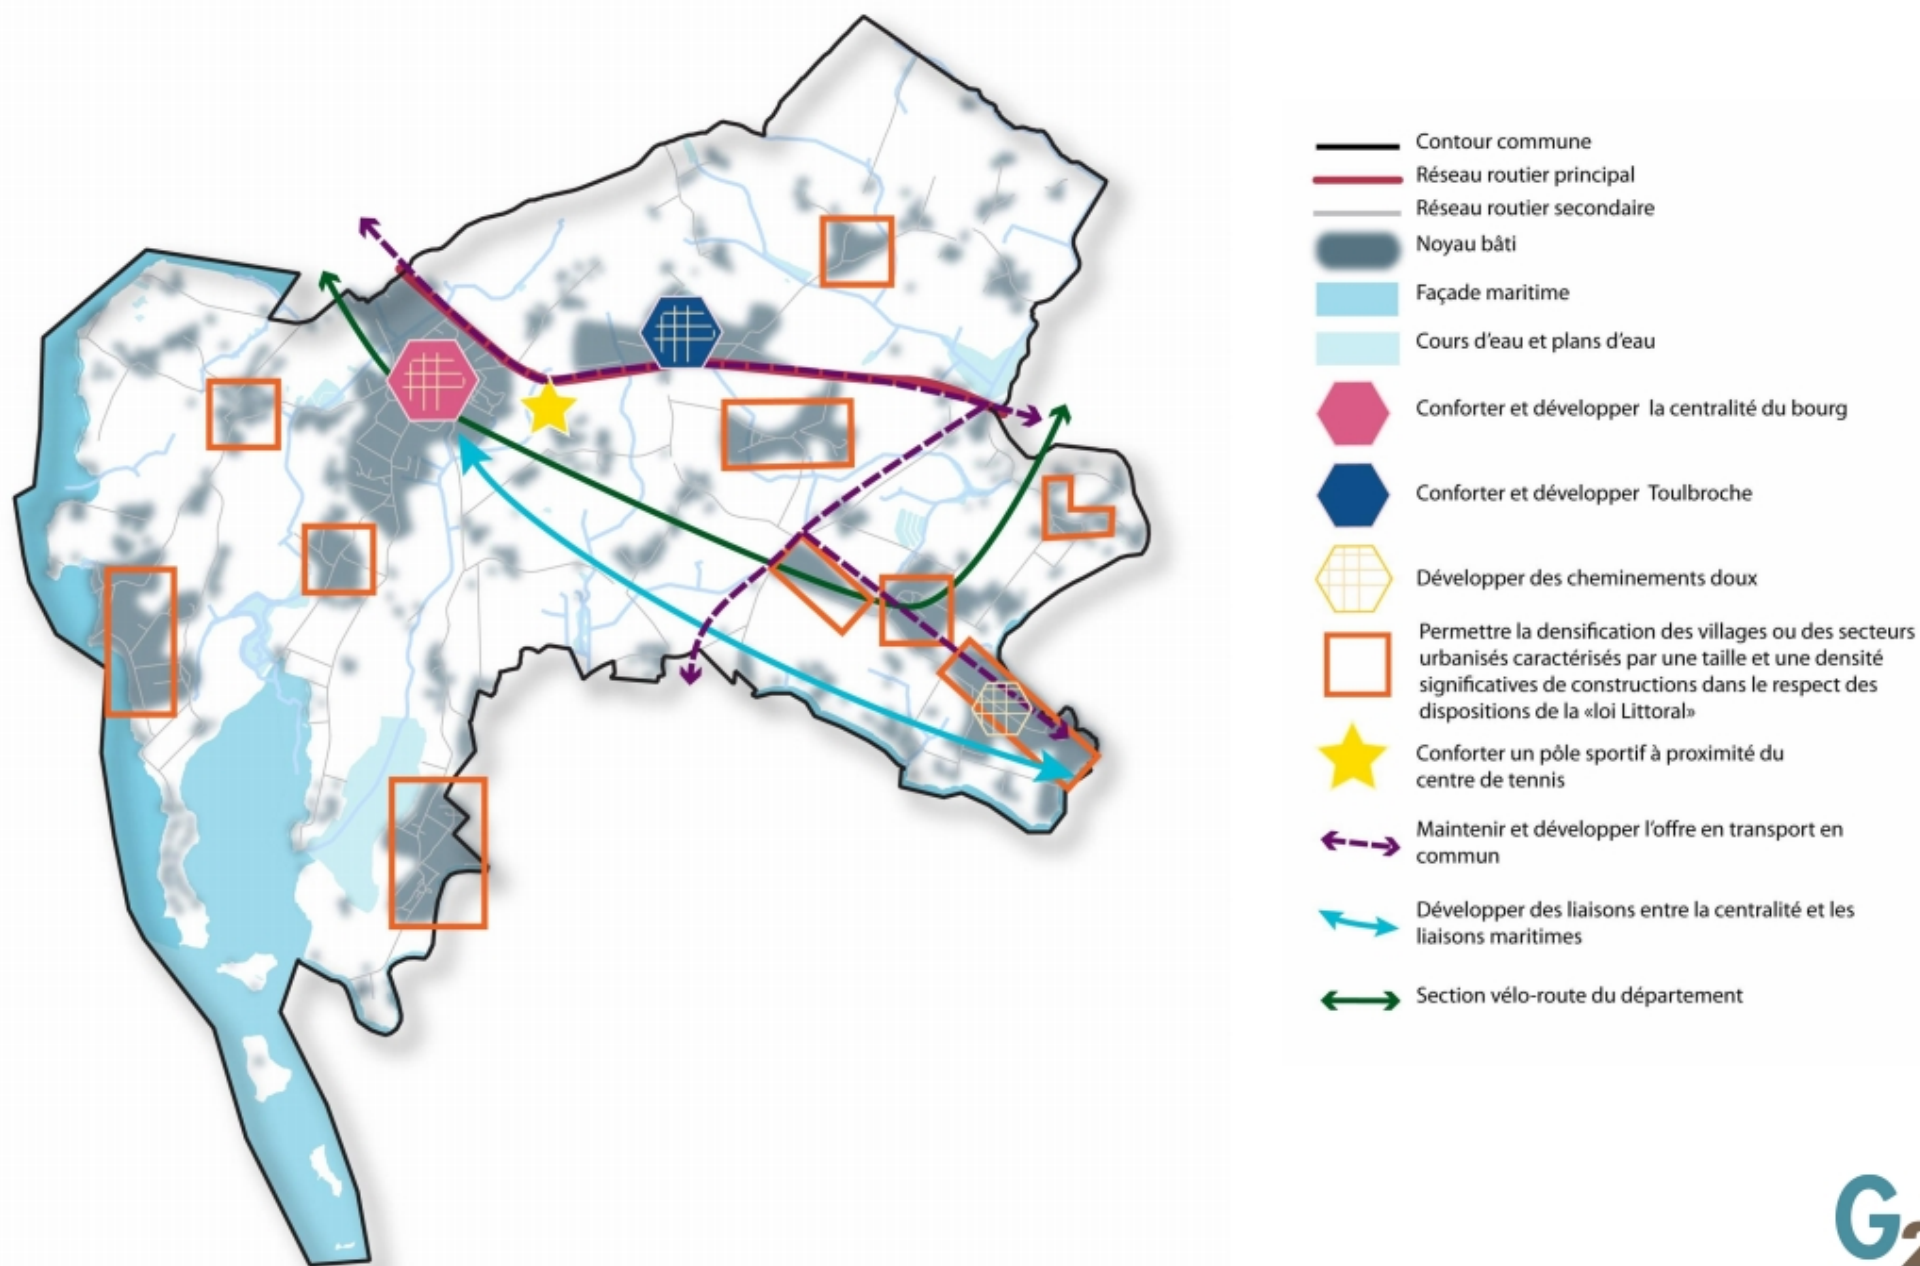 Contour commune
Réseau routier principal
Réseau routier secondaire
Noyau bâti
Façade maritime
Cours d'eau et plans d'eau
Conforter et développer la centralité du bourg
Conforter et développer Toulbroche
Développer des cheminements doux
Permettre la densification des villages ou des secteurs
urbanisés caractérisés par une taille et une densité
significatives de constructions dans le respect des
dispositions de la «loi Littoral»
Conforter un pôle sportif à proximité du
centre de tennis
Maintenir et développer l'offre en transport en
commun
Développer des liaisons entre la centralité et les
liaisons maritimes
Section vélo-route du département
G2